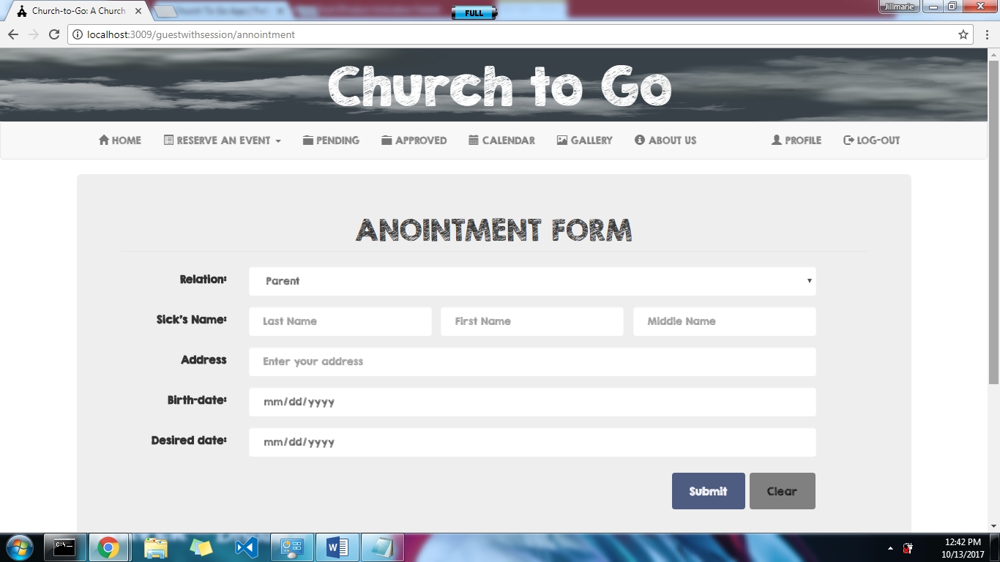 Church-to-Go: A Church
FULL
Jillmarie
localhost:3009/guestwithsession/annointment
Church to Go
HOME RESERVE AN EVENT PENDING APPROVED CALENDAR GALLERY ABOUT US PROFILE LOG-OUT
ANOINTMENT FORM
Relation: Parent
Sick's Name: Last Name First Name Middle Name
Address Enter your address
Birth-date: mm/dd/yyyy
Desired date: mm/dd/yyyy
Submit Clear
C:\.
12:42 PM
10/13/2017